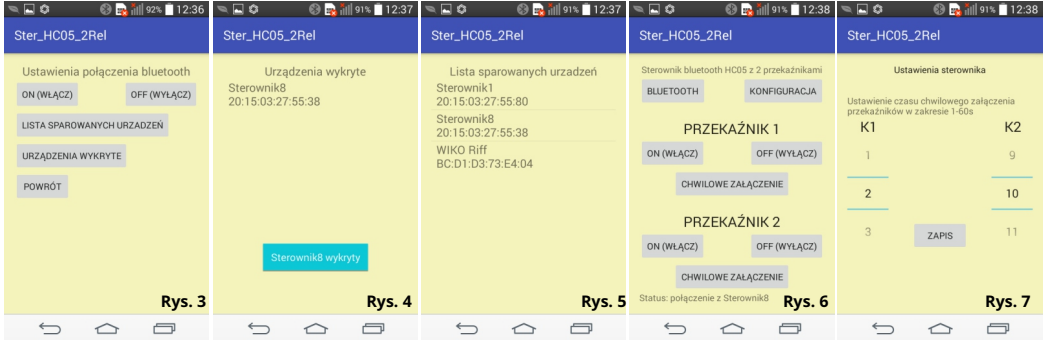 92% 12:36
Ster_HC05_2Rel
Ustawienia połączenia bluetooth
ON (WŁĄCZ) OFF (WYŁĄCZ)
LISTA SPAROWANYCH URZADZEŃ
URZĄDZENIA WYKRYTE
POWRÓT
Rys. 3
91% 12:37
Ster_HC05_2Rel
Urządzenia wykryte
Sterownik8
20:15:03:27:55:38
Sterownik8 wykryty
Rys. 4
91% 12:37
Ster_HC05_2Rel
Lista sparowanych urzadzeń
Sterownik1
20:15:03:27:55:80
Sterownik8
20:15:03:27:55:38
WIKO Riff
BC:D1:D3:73:E4:04
Rys. 5
91% 12:38
Ster_HC05_2Rel
Sterownik bluetooth HC05 z 2 przekaźnikami
BLUETOOTH KONFIGURACJA
PRZEKAŹNIK 1
ON (WŁĄCZ) OFF (WYŁĄCZ)
CHWILOWE ZAŁĄCZENIE
PRZEKAŹNIK 2
ON (WŁĄCZ) OFF (WYŁĄCZ)
CHWILOWE ZAŁĄCZENIE
Status: połączenie z Sterownik8
Rys. 6
91% 12:38
Ster_HC05_2Rel
Ustawienia sterownika
Ustawienie czasu chwilowego załączenia
przekaźników w zakresie 1-60s
K1 K2
1 9
2 10
3 11
ZAPIS
Rys. 7